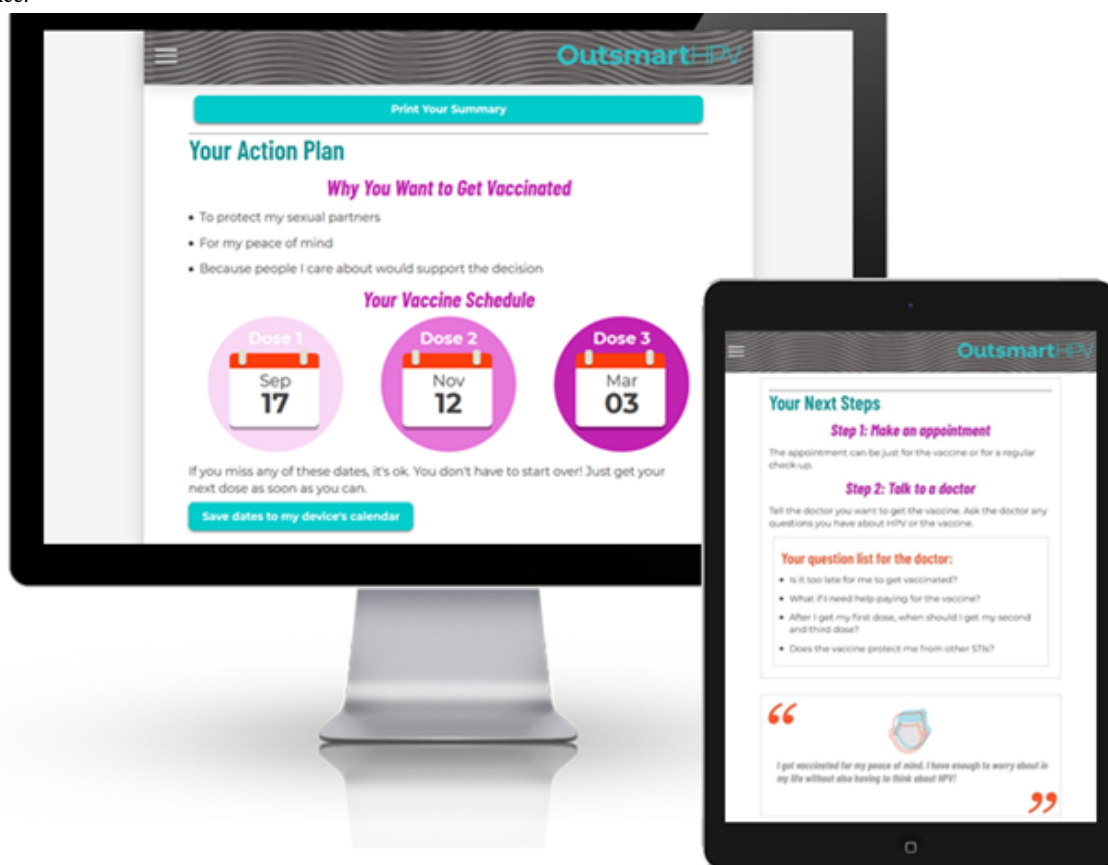 OutsmartHPV
Print Your Summary
Your Action Plan
Why You Want to Get Vaccinated
• To protect my sexual partners
• For my peace of mind
• Because people I care about would support the decision
Your Vaccine Schedule
Dose 1
Sep
17
Dose 2
Nov
12
Dose 3
Mar
03
If you miss any of these dates, it's ok. You don't have to start over! Just get your
next dose as soon as you can.
Save dates to my device's calendar
OutsmartHPV
Your Next Steps
Step 1: Make an appointment
The appointment can be just for the vaccine or for a regular
check-up.
Step 2: Talk to a doctor
Tell the doctor you want to get the vaccine. Ask the doctor any
questions you have about HPV or the vaccine.
Your question list for the doctor:
• Is it too late for me to get vaccinated?
• What if I need help paying for the vaccine?
• After I get my first dose, when should I get my second
and third dose?
• Does the vaccine protect me from other STIs?
“
I got vaccinated for my peace of mind. I have enough to worry about in
my life without also having to think about HPV!
”